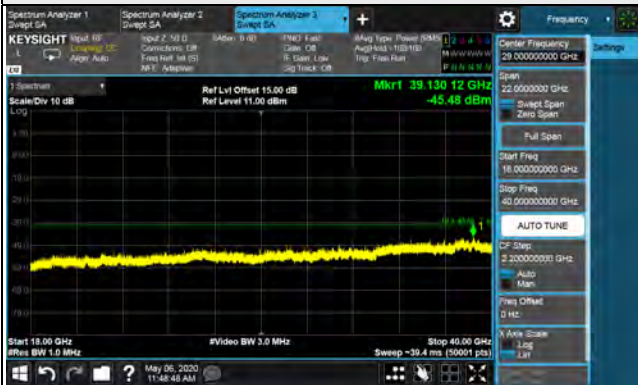 Spectrum Analyzer 1
Swept SA
Spectrum Analyzer 2
Swept SA
Spectrum Analyzer 3
Swept SA
+
Frequency
KEYSIGHT Input: RF
Coupling: DC
Align: Auto
Input Z: 50 Ω
Corrections: Off
Freq Ref: Int (S)
NFE: Adaptive
PNO: Fast
Gate: Off
IF Gain: Low
Sig Track: Off
Avg Type: Power (RMS)
Trig: Free Run
Center Frequency
29.000000000 GHz
Settings
Span
22.0000000 GHz
Swept Span
Zero Span
Full Span
Start Freq
18.000000000 GHz
Stop Freq
40.000000000 GHz
AUTO TUNE
CF Step
2.200000000 GHz
Auto
Man
Freq Offset
0 Hz
X Axis Scale
Log
Lin
1 Spectrum
Scale/Div 10 dB
Log
Ref Lvl Offset 15.00 dB
Ref Level 11.00 dBm
Mkr1 39.130 12 GHz
-45.48 dBm
1
Start 18.00 GHz
#Res BW 1.0 MHz
#Video BW 3.0 MHz
Stop 40.00 GHz
Sweep ~39.4 ms (50001 pts)
?
May 06, 2020
11:48:48 AM